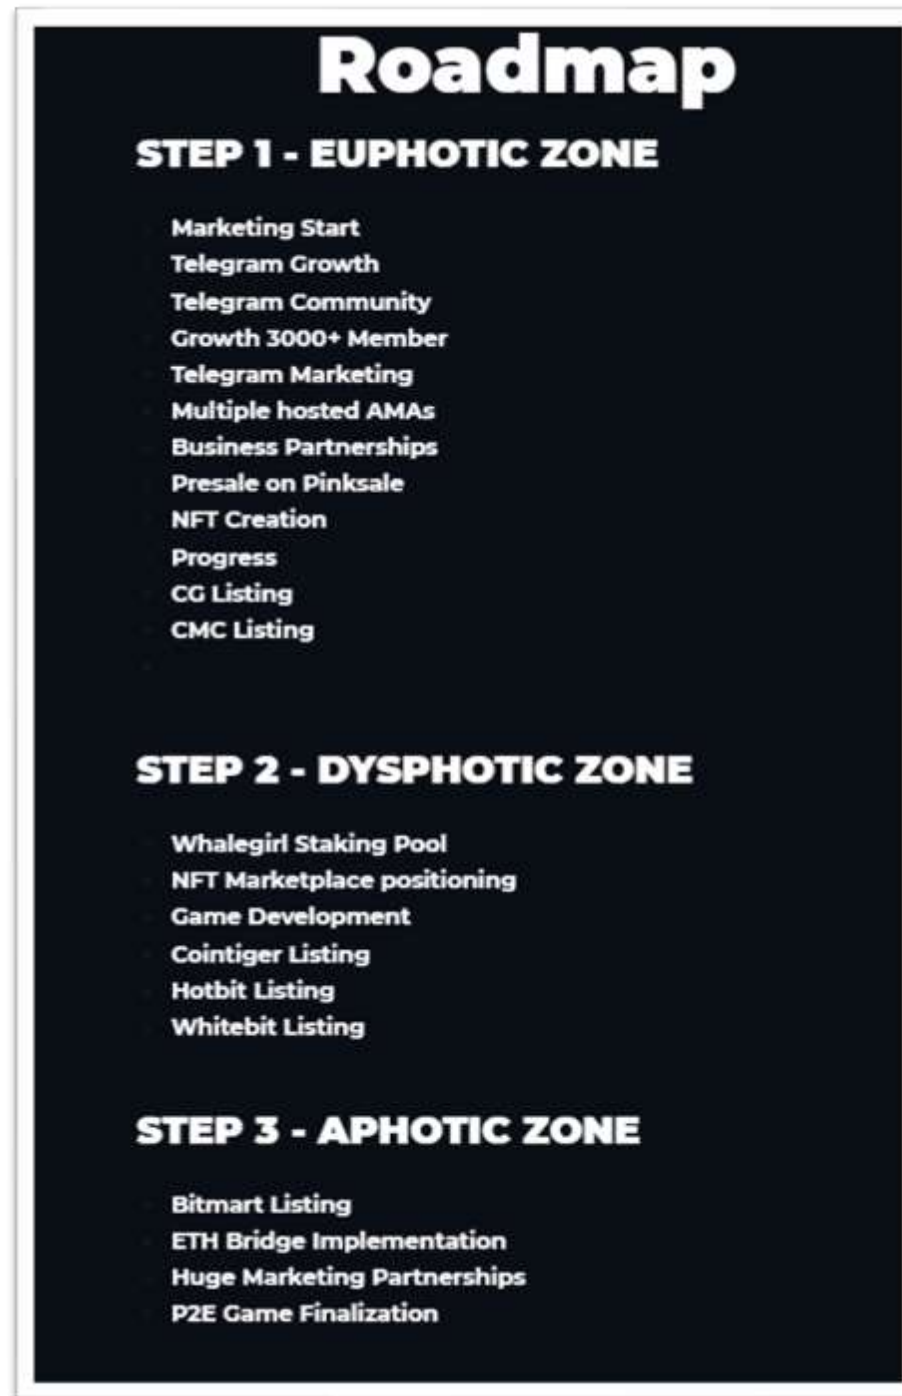 Roadmap
STEP 1 - EUPHOTIC ZONE
Marketing Start
Telegram Growth
Telegram Community
Growth 3000+ Member
Telegram Marketing
Multiple hosted AMAs
Business Partnerships
Presale on Pinksale
NFT Creation
Progress
CG Listing
CMC Listing
STEP 2 - DYSPHOTIC ZONE
Whalegirl Staking Pool
NFT Marketplace positioning
Game Development
Cointiger Listing
Hotbit Listing
Whitebit Listing
STEP 3 - APHOTIC ZONE
Bitmart Listing
ETH Bridge Implementation
Huge Marketing Partnerships
P2E Game Finalization